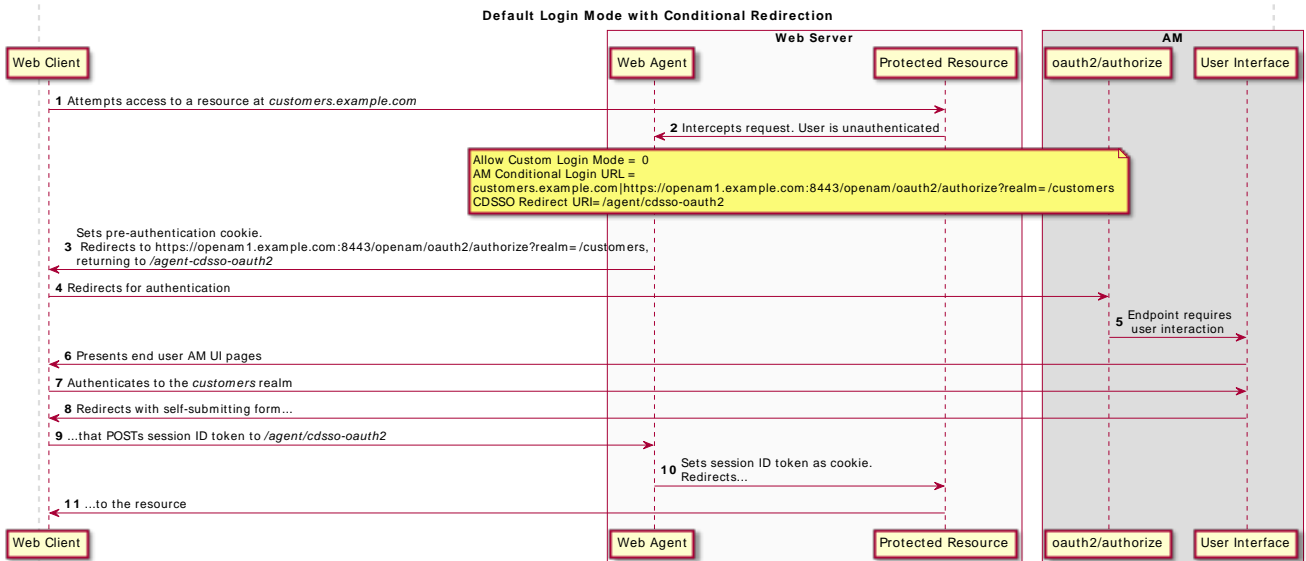 Default Login Mode with Conditional Redirection
Web Server
AM
Web Client
Web Agent
Protected Resource
oauth2/authorize
User Interface
1 Attempts access to a resource at customers.example.com
2 Intercepts request. User is unauthenticated
Allow Custom Login Mode = 0
AM Conditional Login URL =
customers.example.com|https://openam1.example.com:8443/openam/oauth2/authorize?realm=/customers
CDSSO Redirect URI=/agent/cdsso-oauth2
Sets pre-authentication cookie.
3 Redirects to https://openam1.example.com:8443/openam/oauth2/authorize?realm=/customers,
returning to /agent-cdsso-oauth2
4 Redirects for authentication
5 Endpoint requires
user interaction
6 Presents end user AM UI pages
7 Authenticates to the customers realm
8 Redirects with self-submitting form...
9 ...that POSTs session ID token to /agent/cdsso-oauth2
10 Sets session ID token as cookie.
Redirects...
11 ...to the resource
Web Client
Web Agent
Protected Resource
oauth2/authorize
User Interface